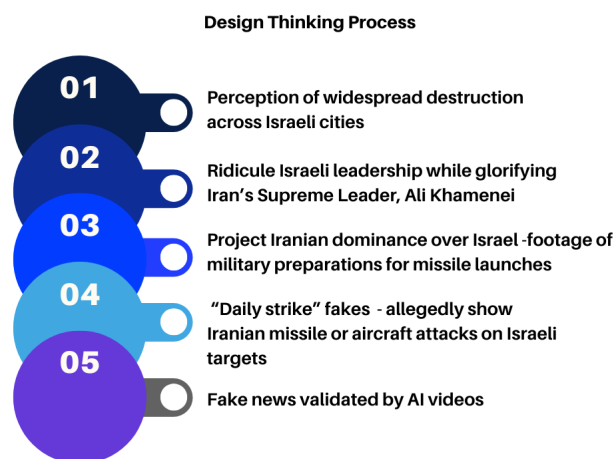 Design Thinking Process
01
Perception of widespread destruction
across Israeli cities
02
Ridicule Israeli leadership while glorifying
Iran's Supreme Leader, Ali Khamenei
03
Project Iranian dominance over Israel -footage of
military preparations for missile launches
04
“Daily strike” fakes - allegedly show
Iranian missile or aircraft attacks on Israeli
targets
05
Fake news validated by AI videos